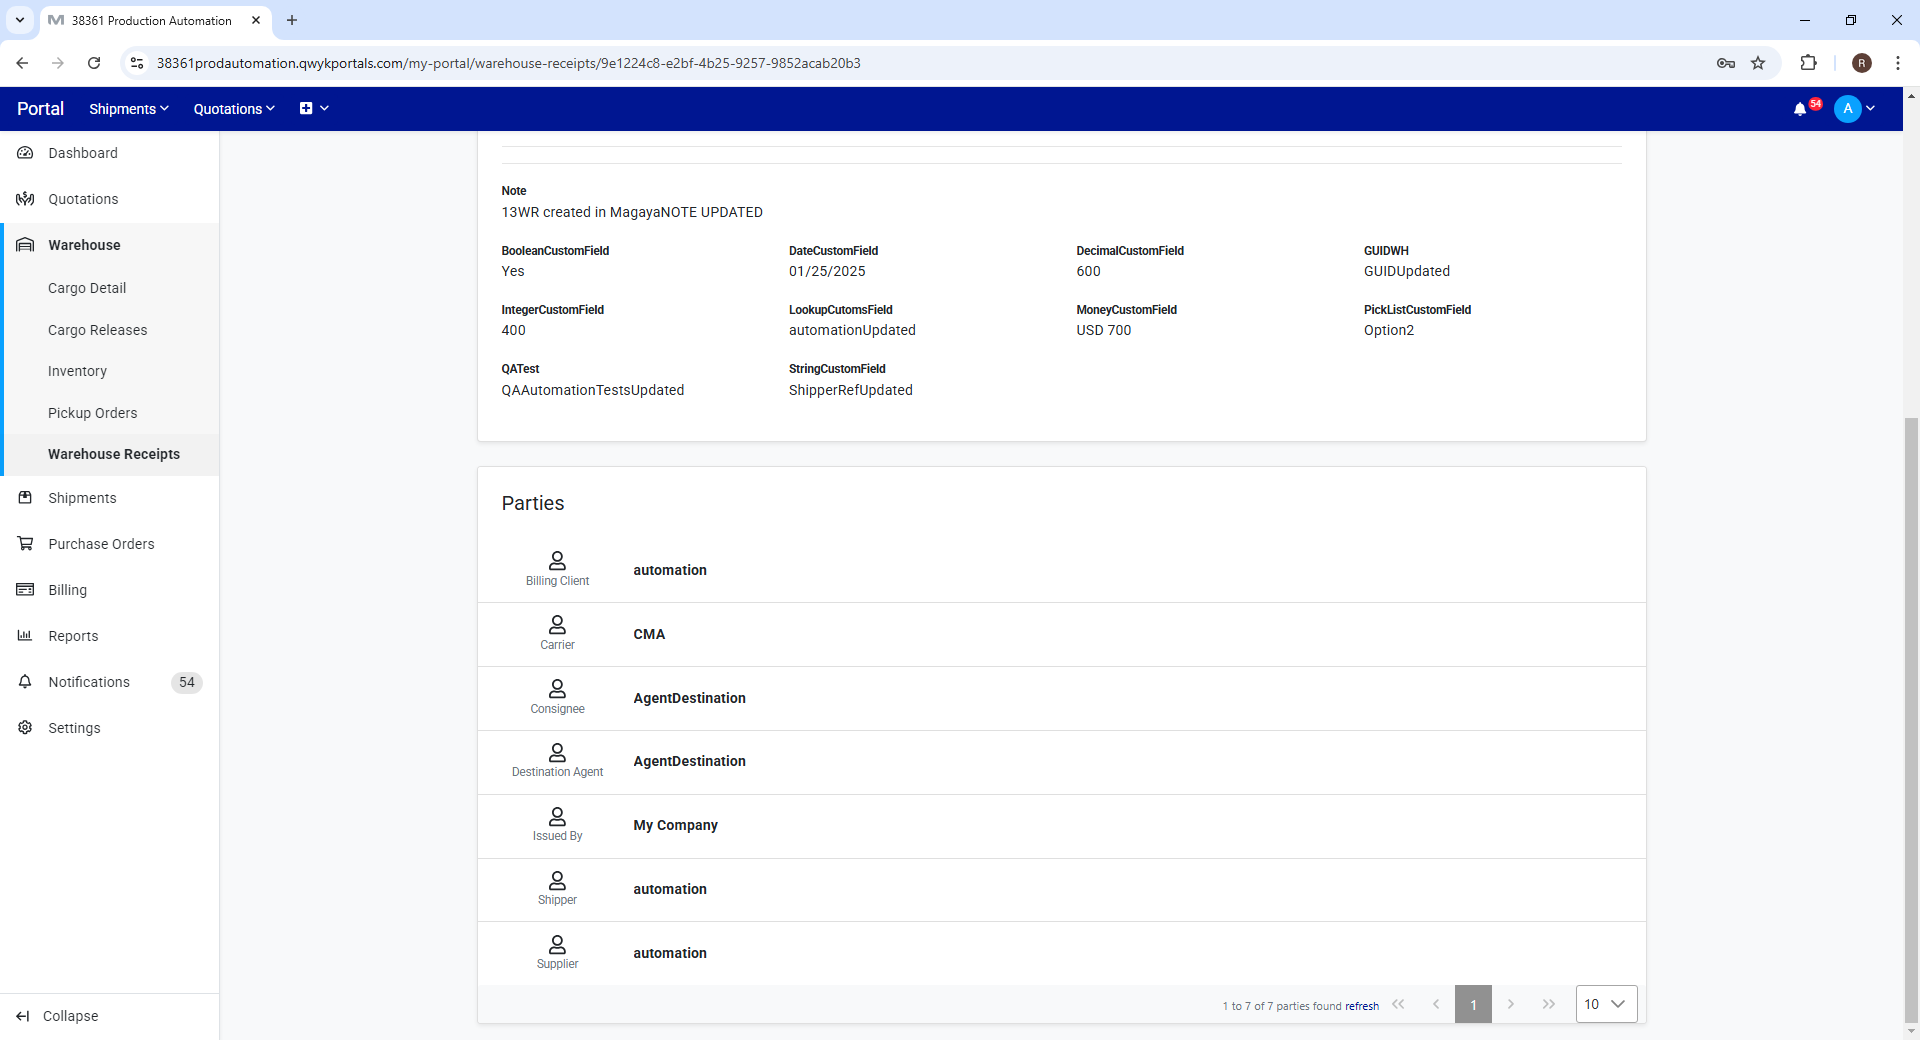 38361 Production Automation
38361prodautomation.qwykportals.com/my-portal/warehouse-receipts/9e1224c8-e2bf-4b25-9257-9852acab20b3
R
Portal Shipments Quotations 54 A
Dashboard
Quotations
Warehouse
Cargo Detail
Cargo Releases
Inventory
Pickup Orders
Warehouse Receipts
Shipments
Purchase Orders
Billing
Reports
Notifications 54
Settings
Collapse
Note
13WR created in MagayaNOTE UPDATED
BooleanCustomField DateCustomField DecimalCustomField GUIDWH
Yes 01/25/2025 600 GUIDUpdated
IntegerCustomField LookupCutomsField MoneyCustomField PickListCustomField
400 automationUpdated USD 700 Option2
QATest StringCustomField
QAAutomationTestsUpdated ShipperRefUpdated
Parties
Billing Client automation
Carrier CMA
Consignee AgentDestination
Destination Agent AgentDestination
Issued By My Company
Shipper automation
Supplier automation
1 to 7 of 7 parties found refresh 1 10